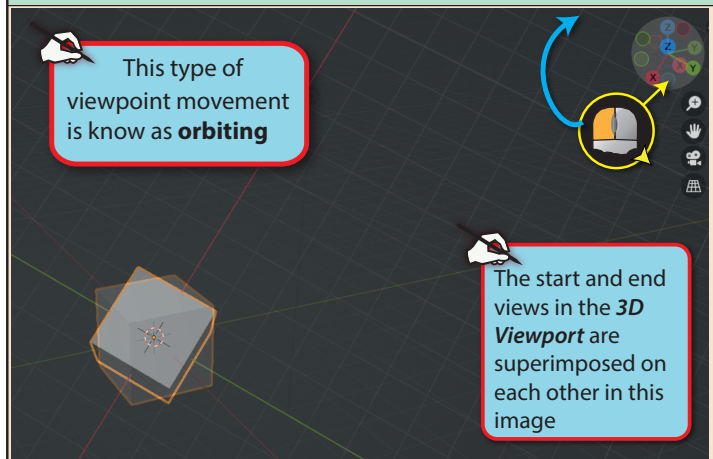 This type of
viewpoint movement
is know as orbiting
Z
Z
Y
X
Y
X
The start and end
views in the 3D
Viewport are
superimposed on
each other in this
image